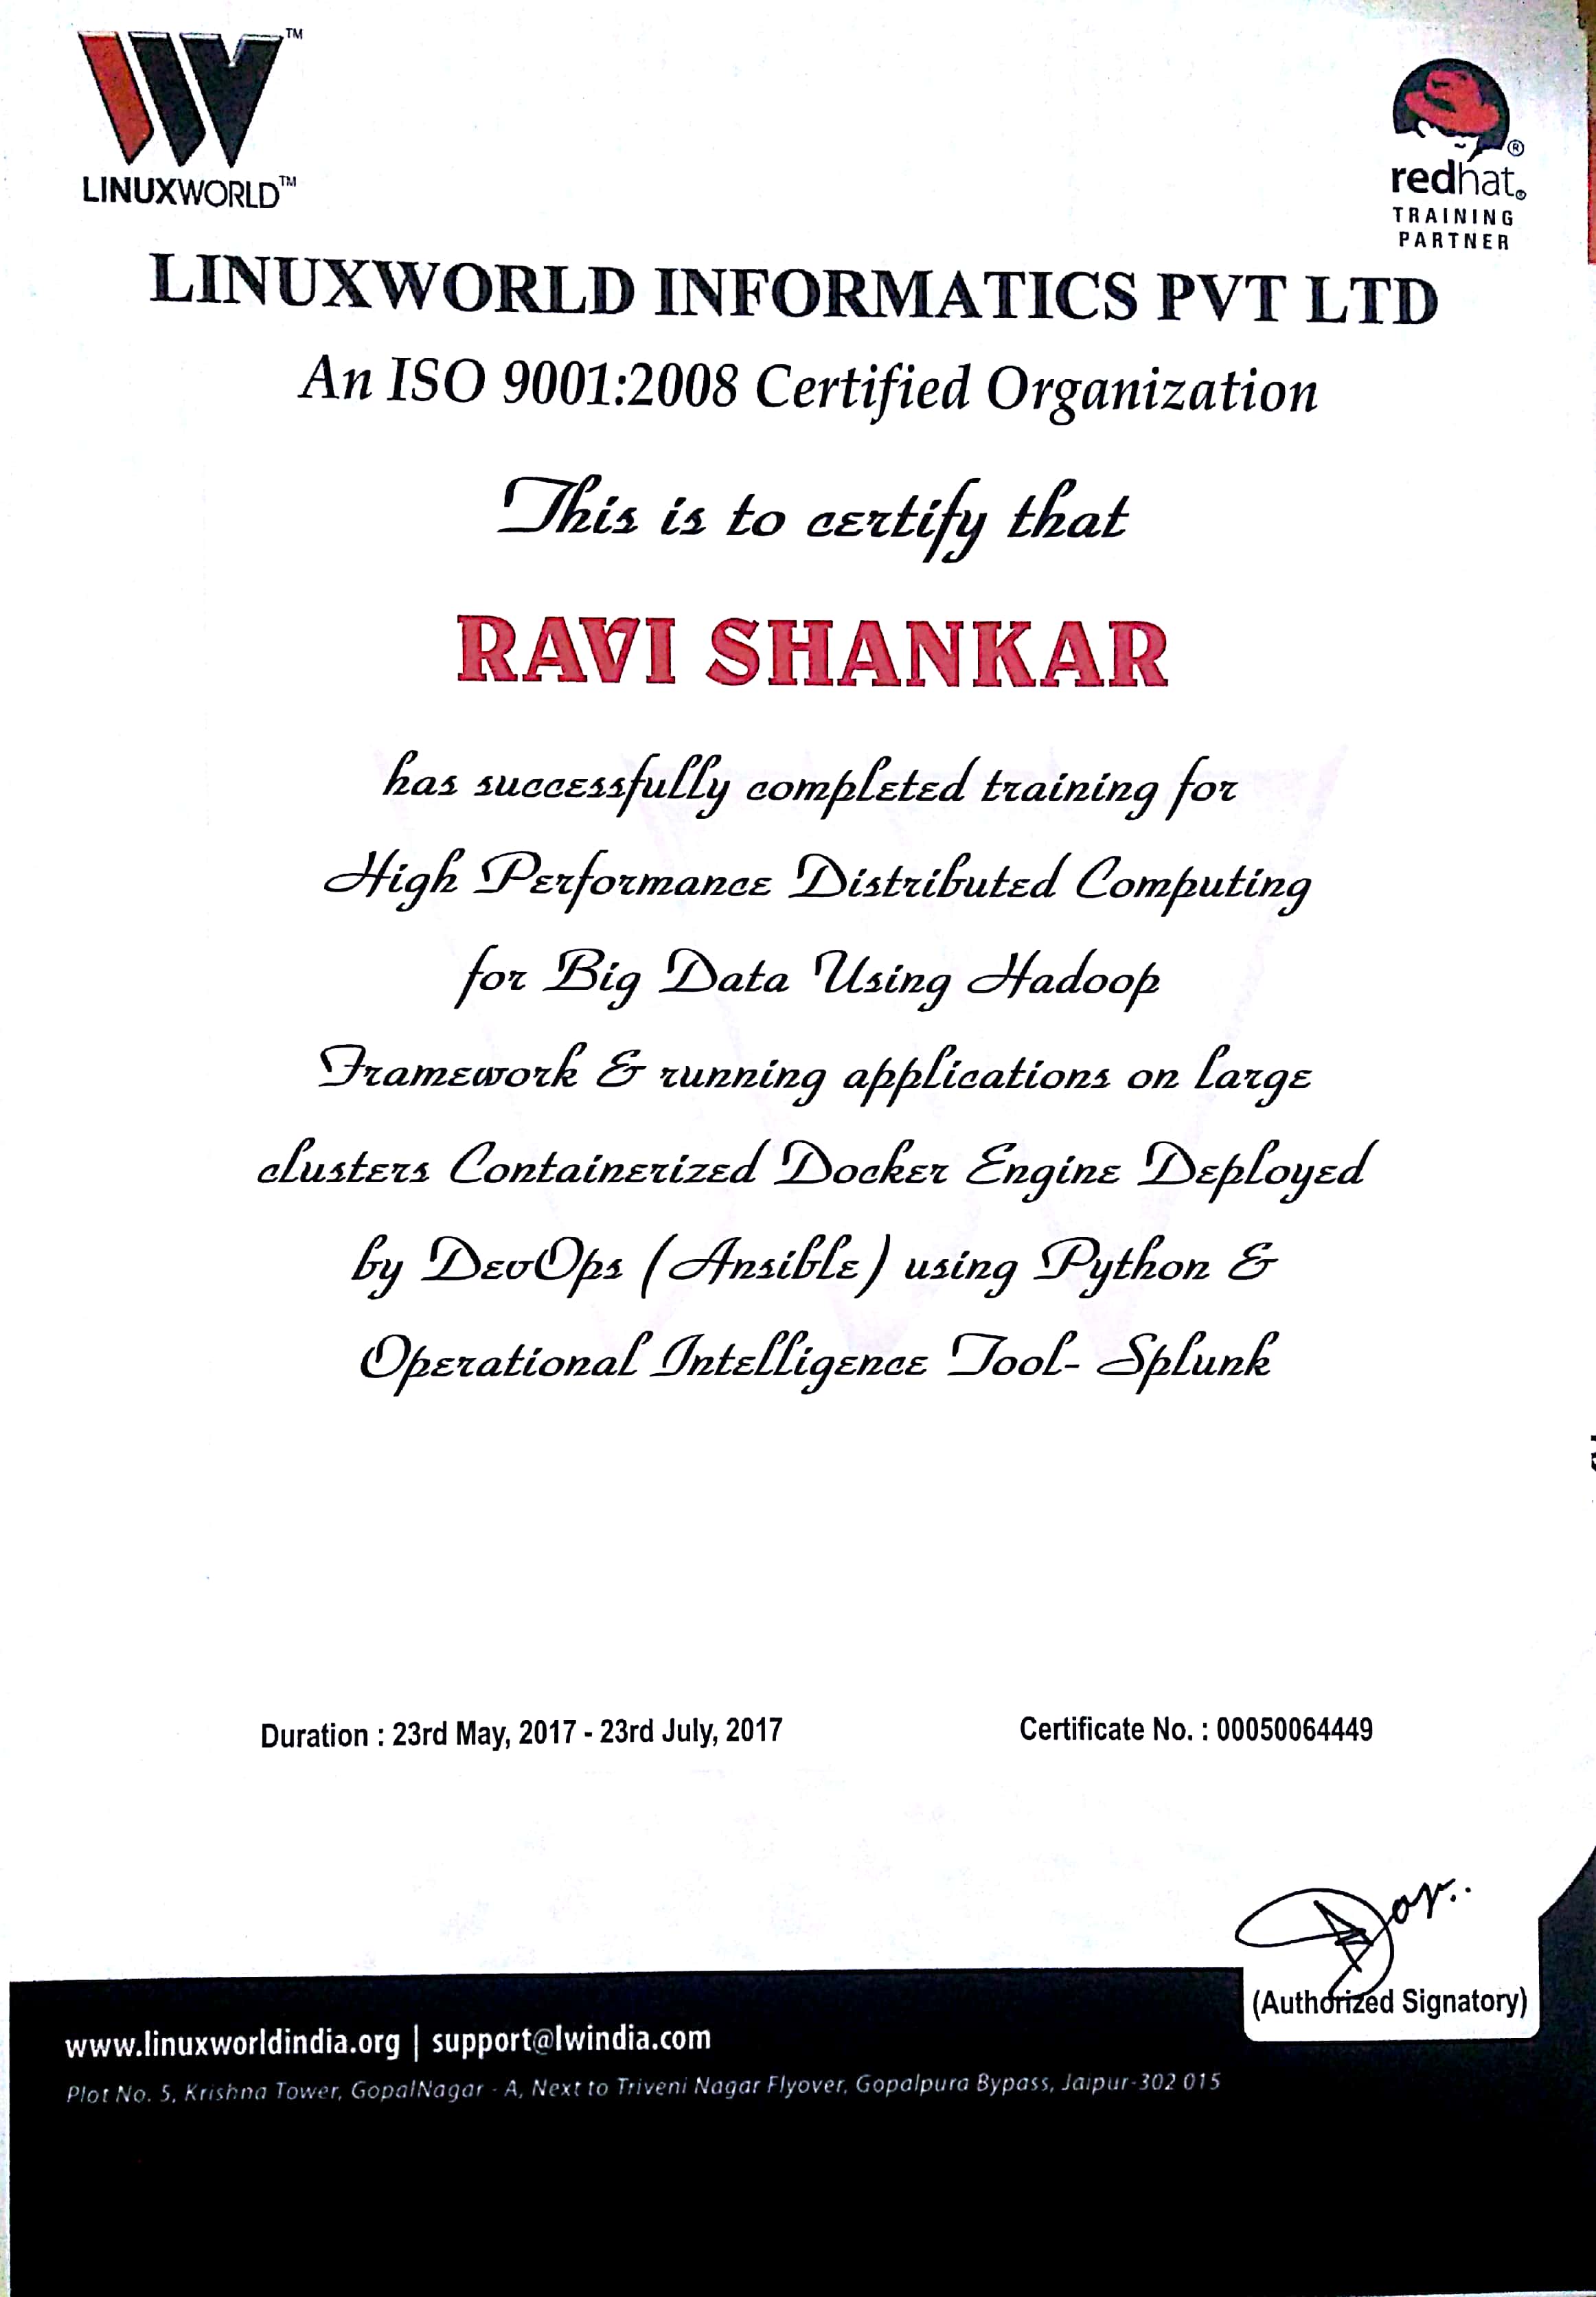 TM
LINUXWORLD™
redhat®
TRAINING
PARTNER
LINUXWORLD INFORMATICS PVT LTD
An ISO 9001:2008 Certified Organization
This is to certify that
RAVI SHANKAR
has successfully completed training for
High Performance Distributed Computing
for Big Data Using Hadoop
Framework & running applications on large
clusters Containerized Docker Engine Deployed
by DevOps (Ansible) using Python &
Operational Intelligence Tool- Splunk
Duration : 23rd May, 2017 - 23rd July, 2017
Certificate No. : 00050064449
(Authorized Signatory)
www.linuxworldindia.org | support@lwindia.com
Plot No. 5, Krishna Tower, GopalNagar - A, Next to Triveni Nagar Flyover, Gopalpura Bypass, Jaipur-302 015